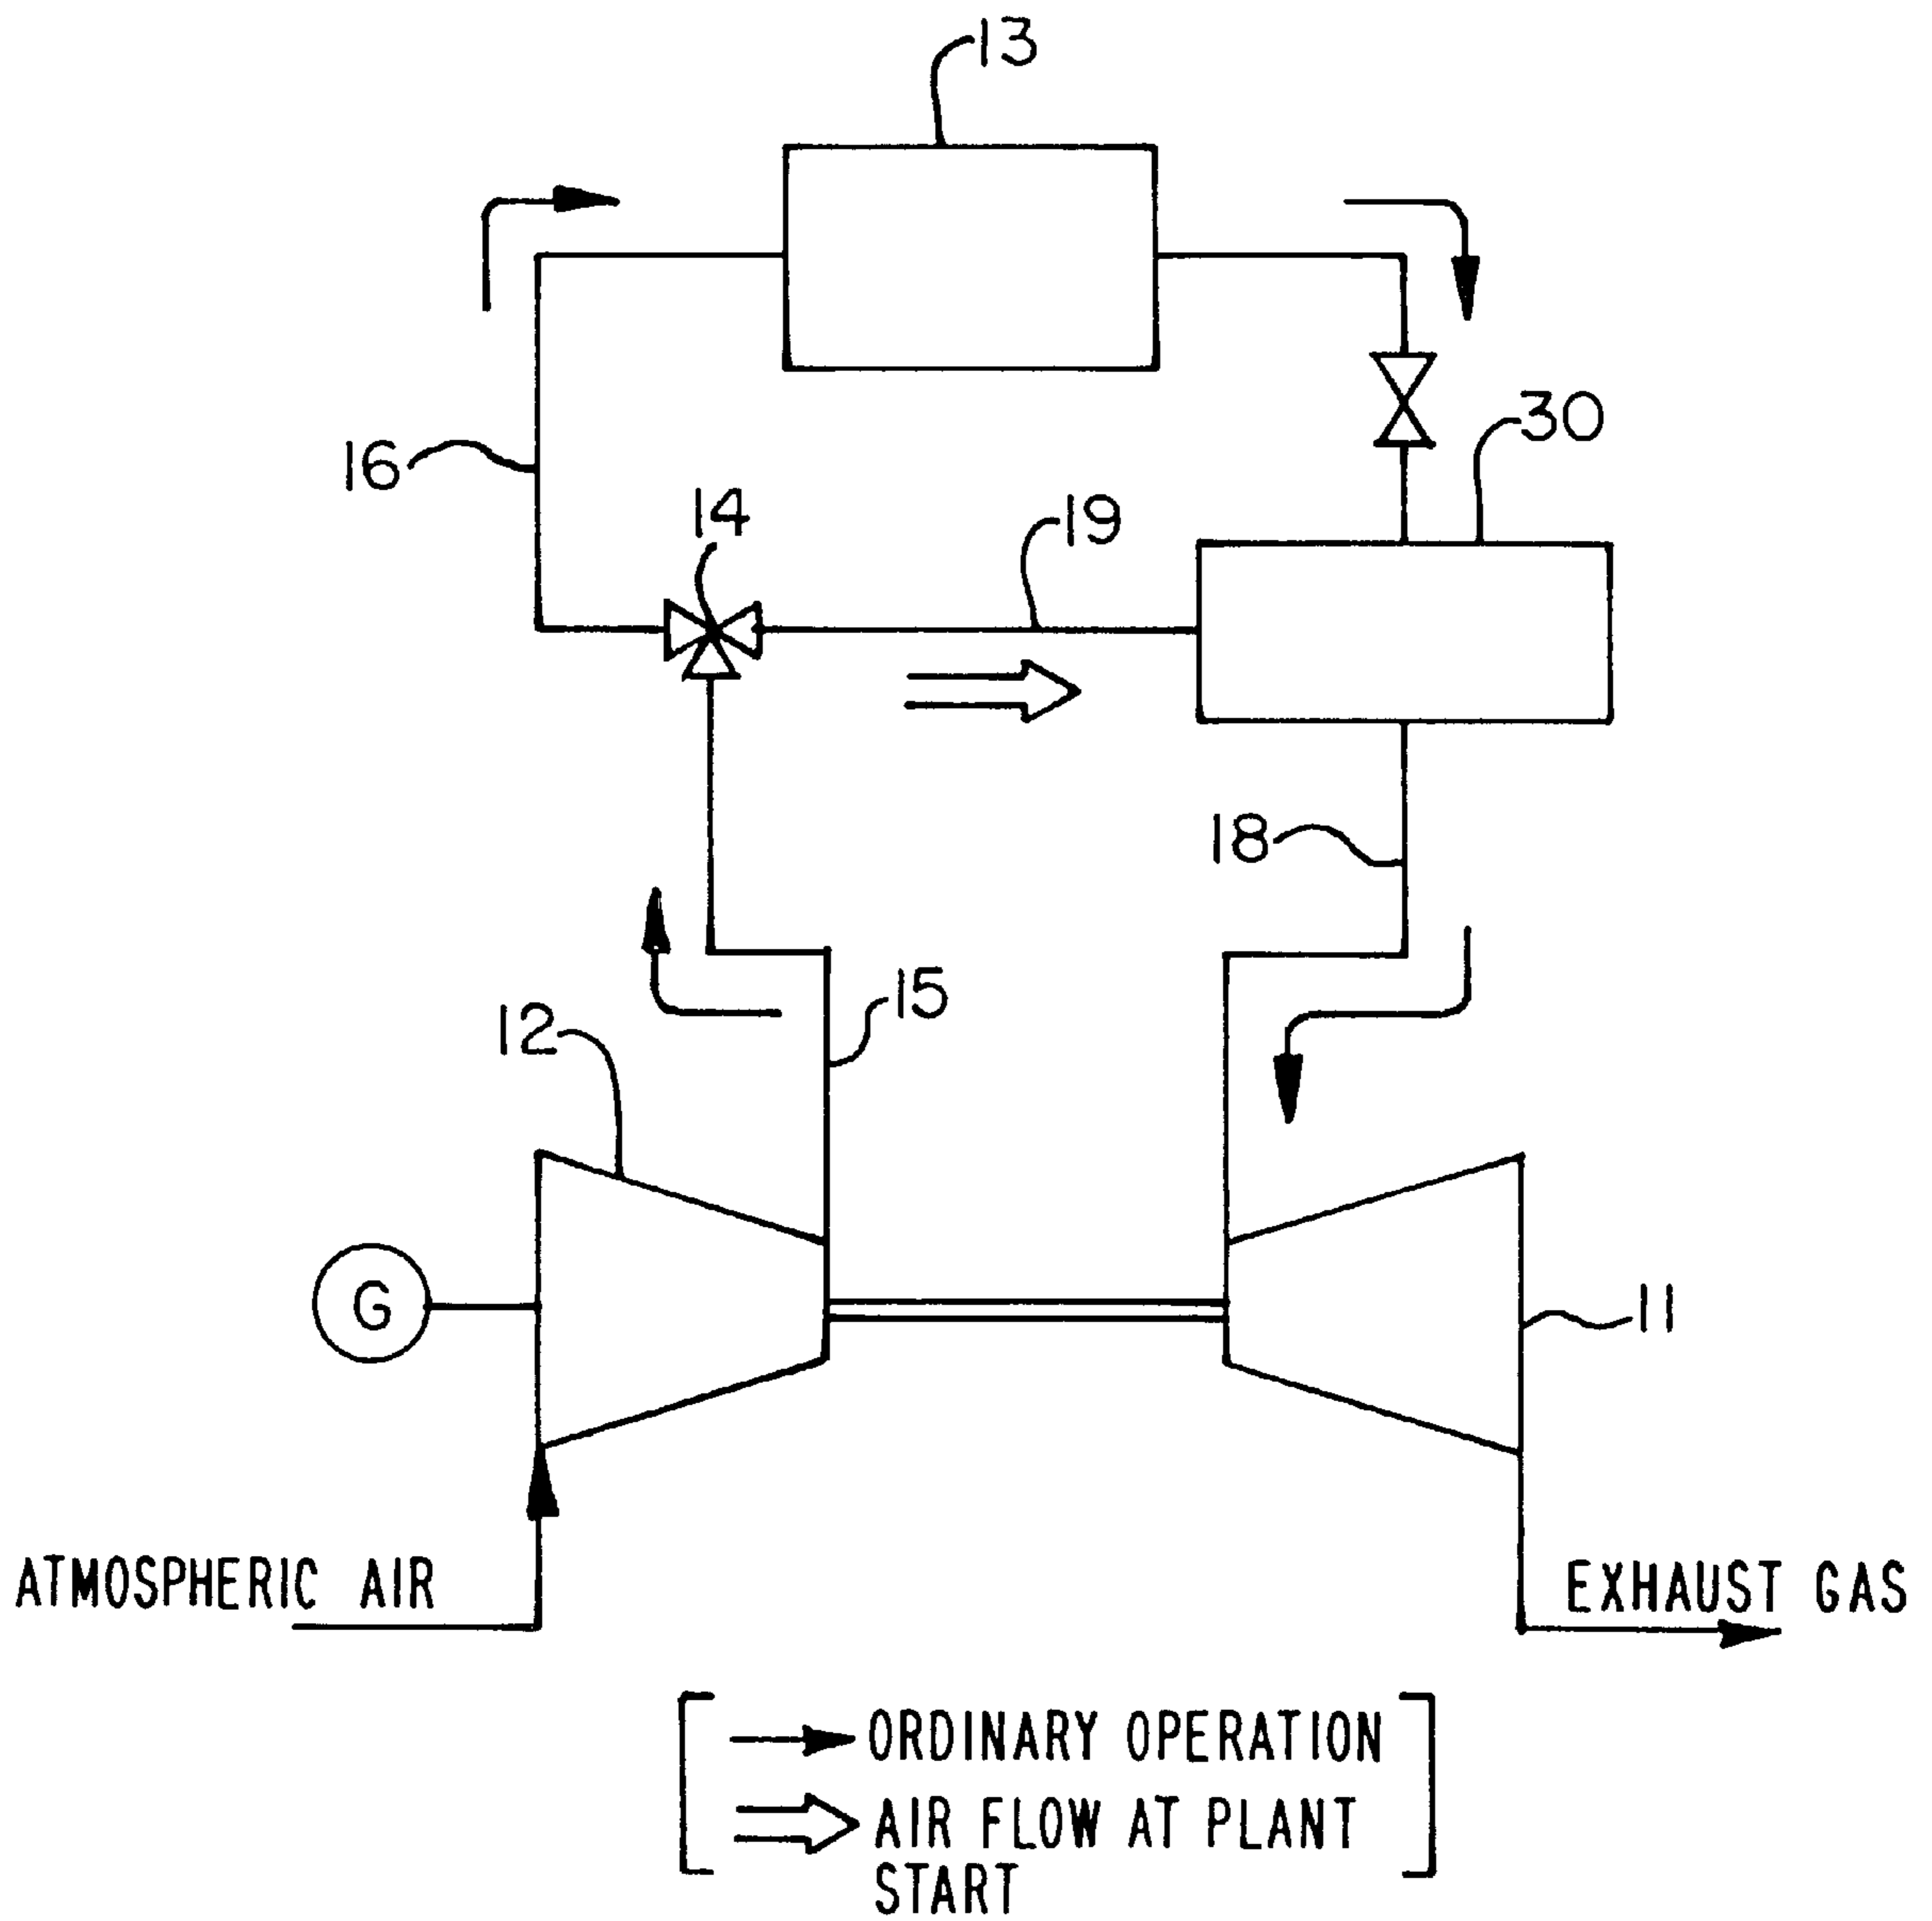 13
30
16
14
19
18
15
12
G
11
ATMOSPHERIC AIR
EXHAUST GAS
ORDINARY OPERATION
AIR FLOW AT PLANT
START